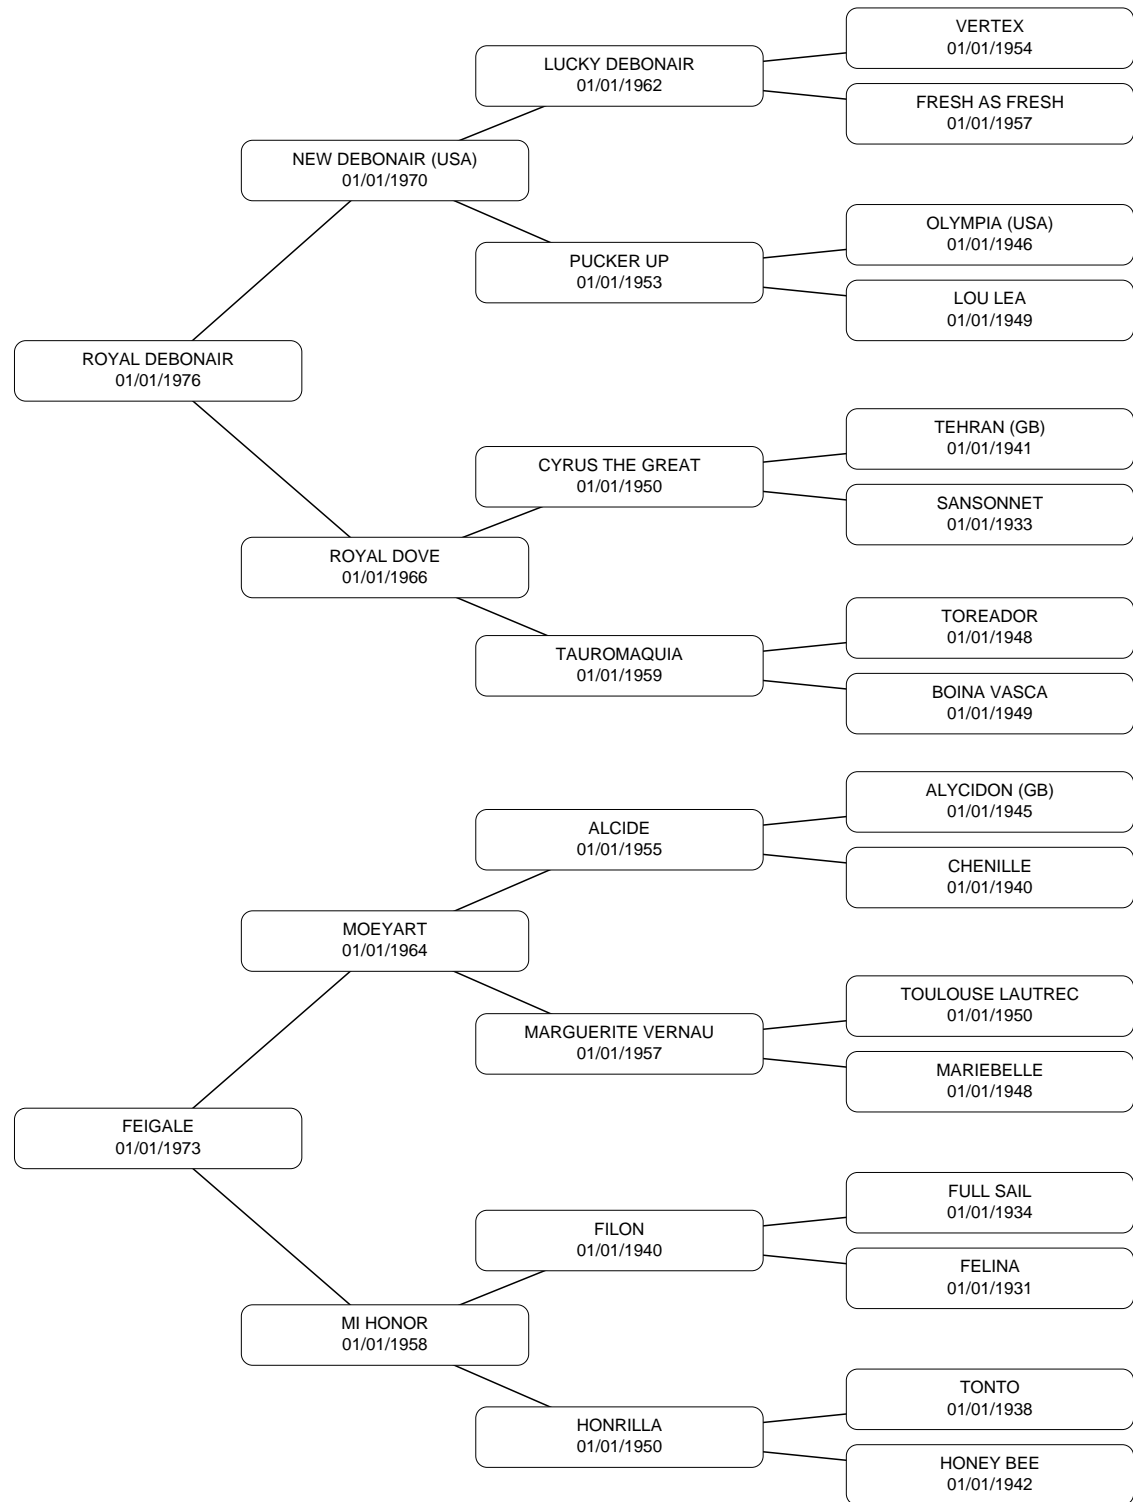 VERTEX
01/01/1954
LUCKY DEBONAIR
01/01/1962
FRESH AS FRESH
01/01/1957
NEW DEBONAIR (USA)
01/01/1970
OLYMPIA (USA)
01/01/1946
PUCKER UP
01/01/1953
LOU LEA
01/01/1949
ROYAL DEBONAIR
01/01/1976
TEHRAN (GB)
01/01/1941
CYRUS THE GREAT
01/01/1950
SANSONNET
01/01/1933
ROYAL DOVE
01/01/1966
TOREADOR
01/01/1948
TAUROMAQUIA
01/01/1959
BOINA VASCA
01/01/1949
ALYCIDON (GB)
01/01/1945
ALCIDE
01/01/1955
CHENILLE
01/01/1940
MOEYART
01/01/1964
TOULOUSE LAUTREC
01/01/1950
MARGUERITE VERNAU
01/01/1957
MARIEBELLE
01/01/1948
FEIGALE
01/01/1973
FULL SAIL
01/01/1934
FILON
01/01/1940
FELINA
01/01/1931
MI HONOR
01/01/1958
TONTO
01/01/1938
HONRILLA
01/01/1950
HONEY BEE
01/01/1942